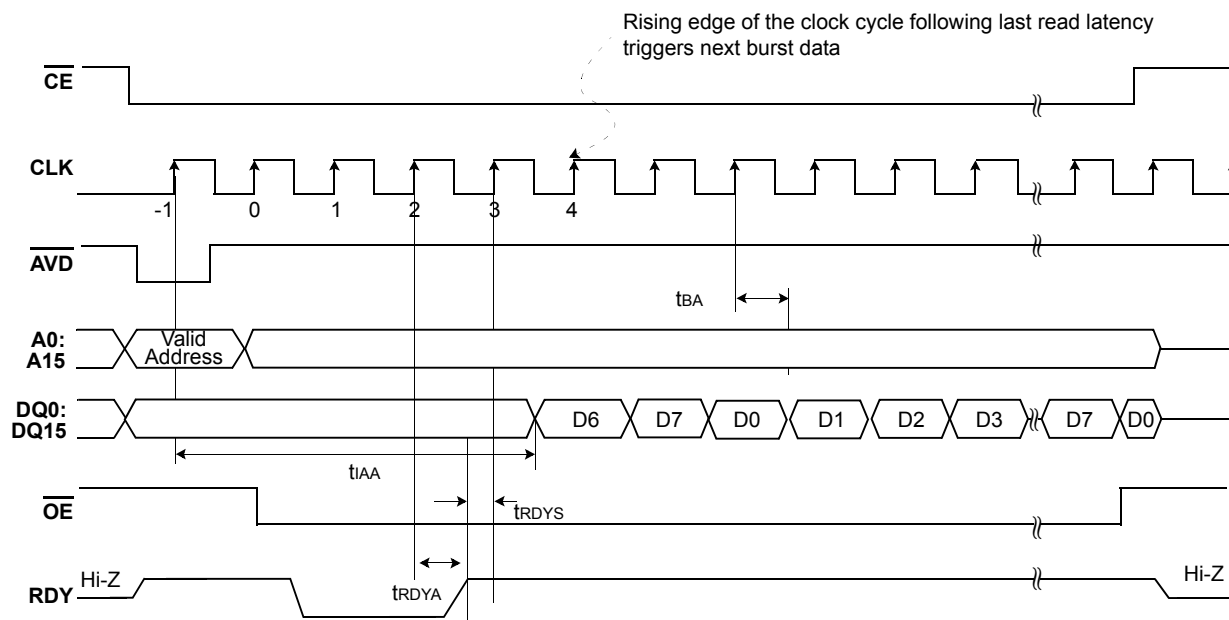 Rising edge of the clock cycle following last read latency
triggers next burst data
CE
CLK
-1 0 1 2 3 4
AVD
tBA
A0:
A15
Valid
Address
DQ0:
DQ15
D6 D7 D0 D1 D2 D3 D7 D0
tIAA
OE
tRDYS
Hi-Z
RDY
tRDYA
Hi-Z